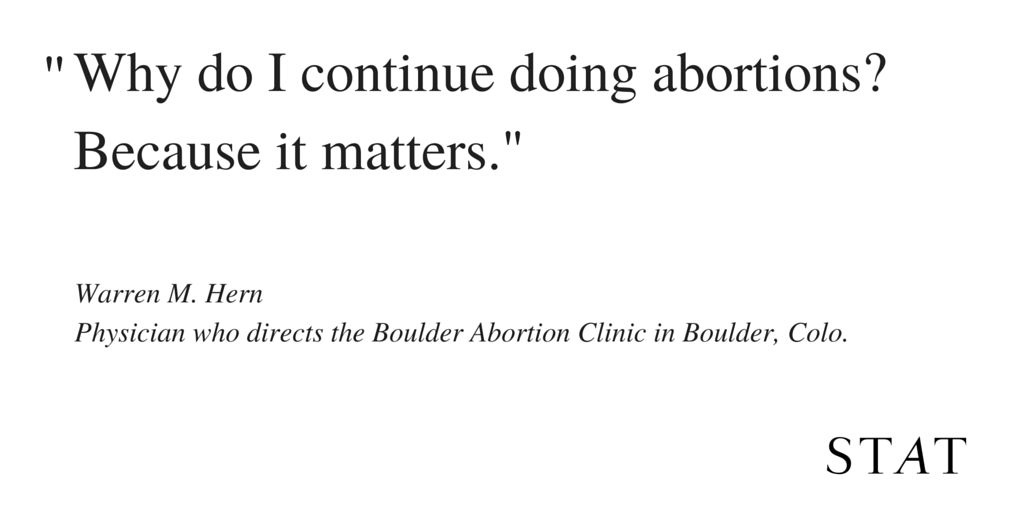 "Why do I continue doing abortions?
Because it matters."
Warren M. Hern
Physician who directs the Boulder Abortion Clinic in Boulder, Colo.
STAT